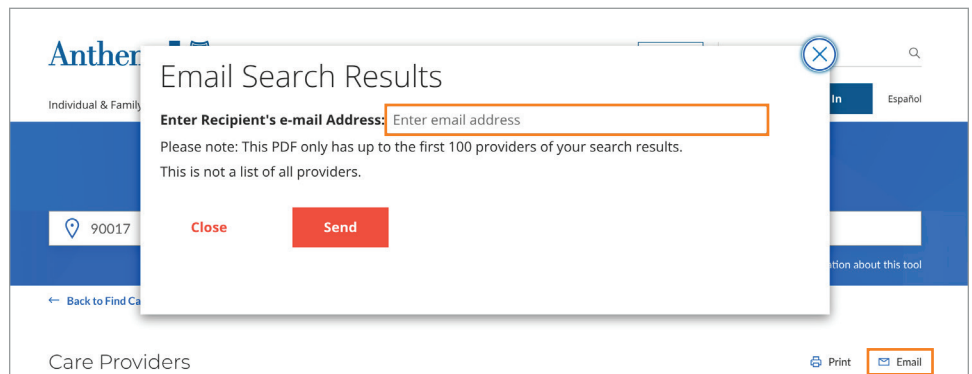 Anthem
Email Search Results
Individual & Family
In
Español
Enter Recipient's e-mail Address:
Enter email address
Please note: This PDF only has up to the first 100 providers of your search results.
This is not a list of all providers.
90017
Close
Send
about this tool
← Back to Find
Care Providers
Print
Email